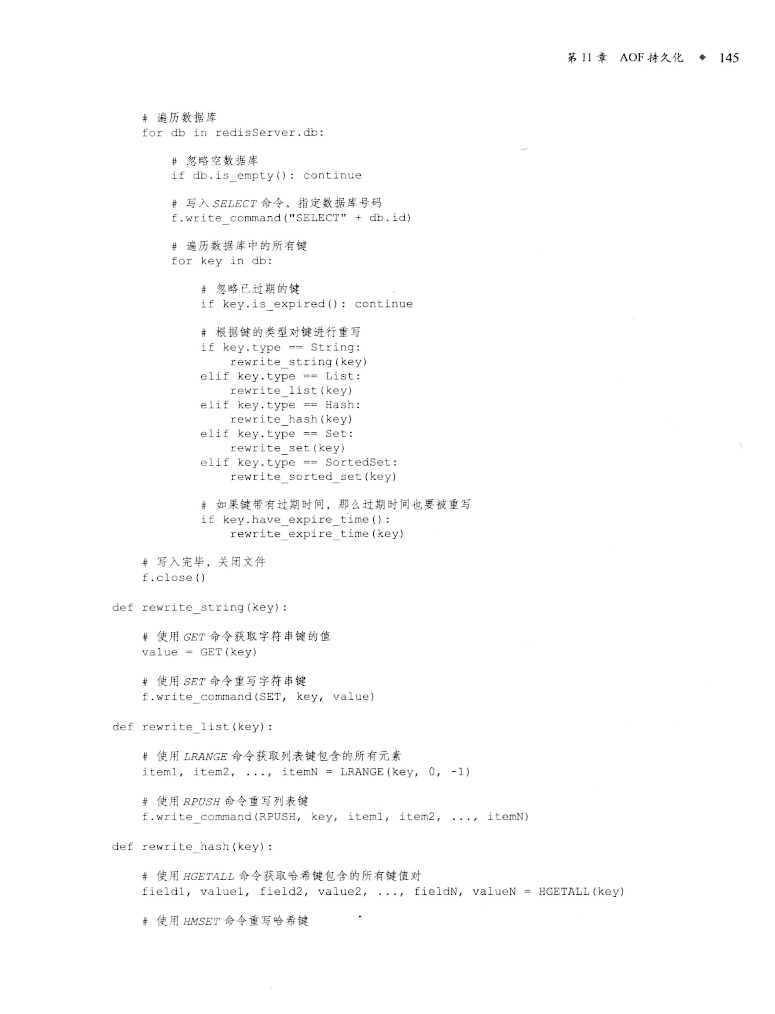 第 11 章 AOF 持久化 ◆ 145
# 遍历数据库
for db in redisServer.db:
# 忽略空数据库
if db.is_empty(): continue
# 写入 SELECT 命令，指定数据库号码
f.write_command("SELECT" + db.id)
# 遍历数据库中的所有键
for key in db:
# 忽略已过期的键
if key.is_expired(): continue
# 根据键的类型对键进行重写
if key.type == String:
rewrite_string(key)
elif key.type == List:
rewrite_list(key)
elif key.type == Hash:
rewrite_hash(key)
elif key.type == Set:
rewrite_set(key)
elif key.type == SortedSet:
rewrite_sorted_set(key)
# 如果键带有过期时间，那么过期时间也要被重写
if key.have_expire_time():
rewrite_expire_time(key)
# 写入完毕，关闭文件
f.close()
def rewrite_string(key):
# 使用 GET 命令获取字符串键的值
value = GET(key)
# 使用 SET 命令重写字符串键
f.write_command(SET, key, value)
def rewrite_list(key):
# 使用 LRANGE 命令获取列表键包含的所有元素
item1, item2, ..., itemN = LRANGE(key, 0, -1)
# 使用 RPUSH 命令重写列表键
f.write_command(RPUSH, key, item1, item2, ..., itemN)
def rewrite_hash(key):
# 使用 HGETALL 命令获取哈希键包含的所有键值对
field1, value1, field2, value2, ..., fieldN, valueN = HGETALL(key)
# 使用 HMSET 命令重写哈希键